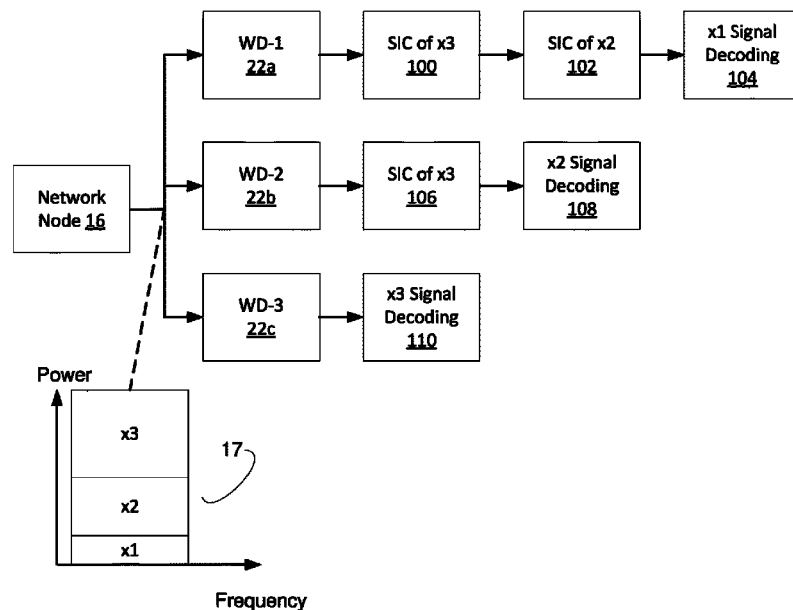 WD-1
22a
SIC of x3
100
SIC of x2
102
x1 Signal
Decoding
104
WD-2
22b
SIC of x3
106
x2 Signal
Decoding
108
Network
Node 16
WD-3
22c
x3 Signal
Decoding
110
Power
x3
17
x2
x1
Frequency